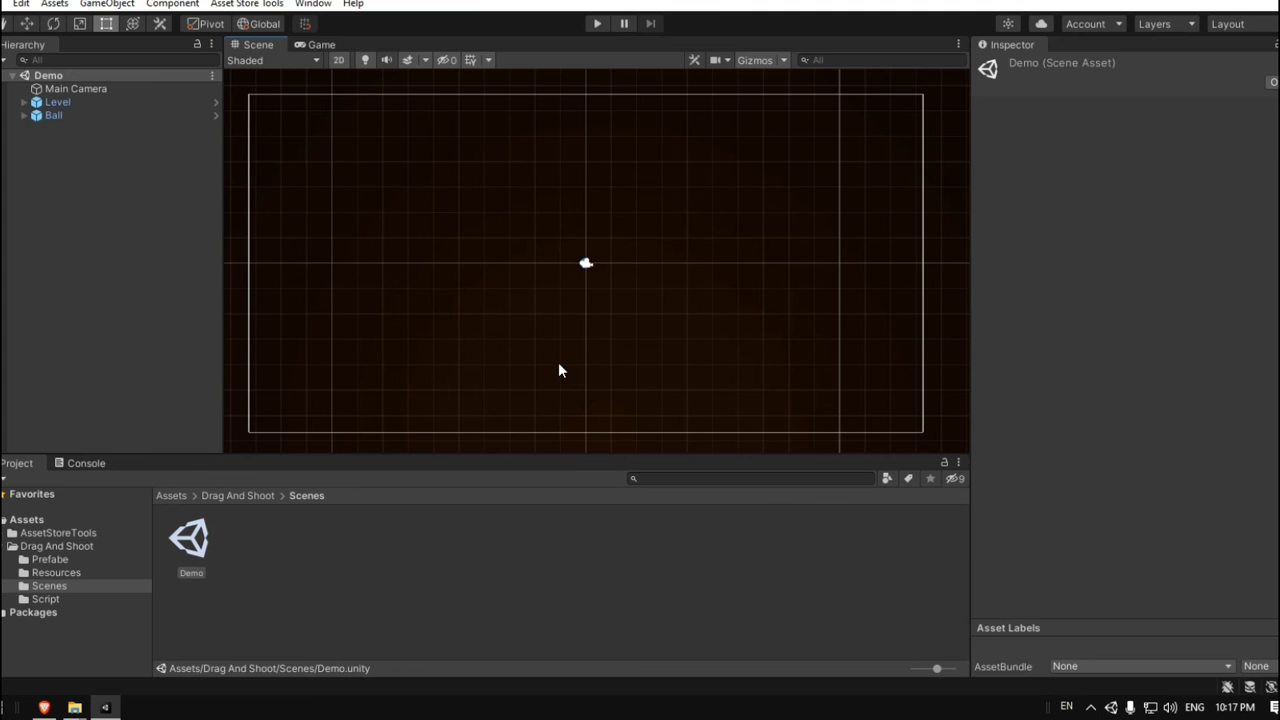 Edit Assets GameObject Component Asset Store Tools Window Help
Pivot Global Account Layers Layout
Hierarchy Scene Game Inspector
All Shaded 2D 0 Gizmos All
Demo Demo (Scene Asset)
Main Camera
Level
Ball
Project Console
9
Favorites Assets > Drag And Shoot > Scenes
Assets
AssetStoreTools
Drag And Shoot
Prefabe
Resources Demo
Scenes
Script
Packages
Asset Labels
Assets/Drag And Shoot/Scenes/Demo.unity AssetBundle None None
EN ENG 10:17 PM